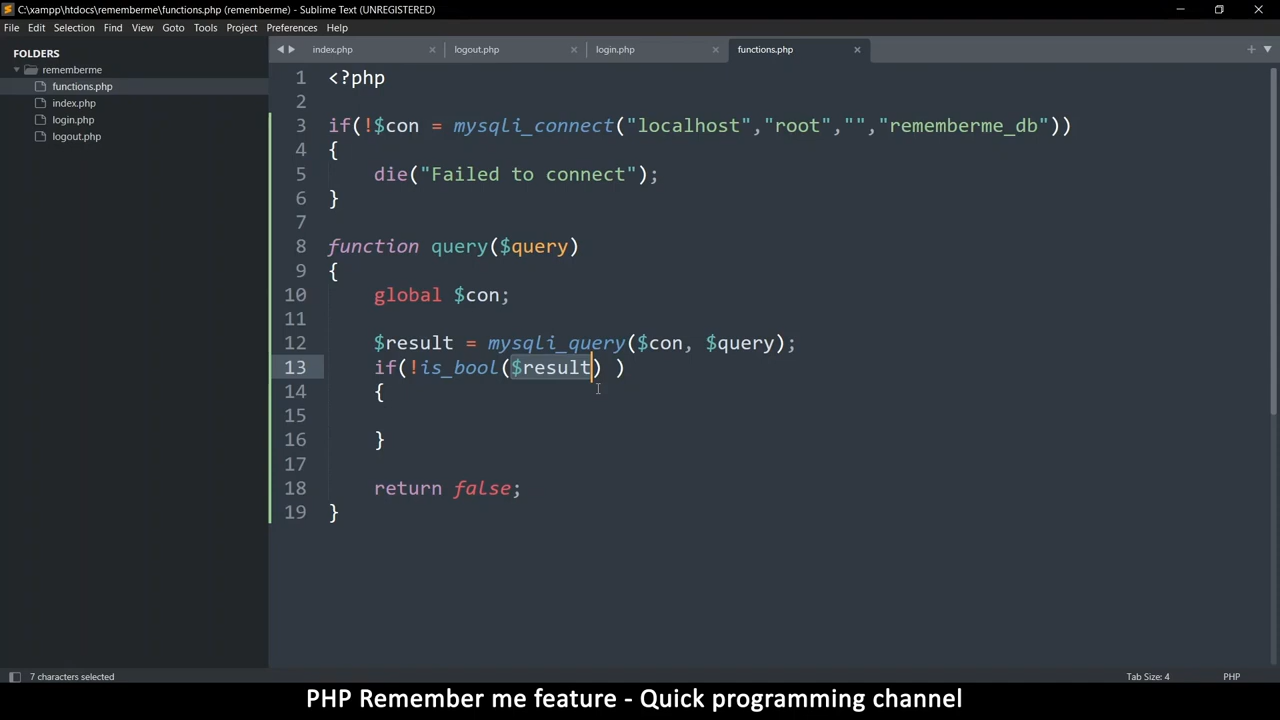 C:\xampp\htdocs\rememberme\functions.php (rememberme) - Sublime Text (UNREGISTERED)
File Edit Selection Find View Goto Tools Project Preferences Help
FOLDERS
rememberme
functions.php
index.php
login.php
logout.php
index.php logout.php login.php functions.php
1 <?php
2
3 if(!$con = mysqli_connect("localhost","root","","rememberme_db"))
4 {
5 die("Failed to connect");
6 }
7
8 function query($query)
9 {
10 global $con;
11
12 $result = mysqli_query($con, $query);
13 if(!is_bool($result) )
14 {
15
16 }
17
18 return false;
19 }
7 characters selected Tab Size: 4 PHP
PHP Remember me feature - Quick programming channel